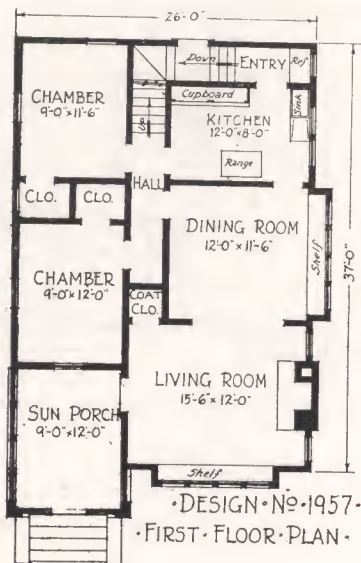 26'-0"
Down
ENTRY
Ref
CHAMBER
9'-0"x11'-6"
Cupboard
Sink
KITCHEN
12'-0"x8'-0"
Up
Range
HALL
CLO.
CLO.
DINING ROOM
12'-0"x11'-6"
Shelf
37'-0"
CHAMBER
9'-0"x12'-0"
COAT
CLO.
LIVING ROOM
15'-6"x12'-0"
SUN PORCH
9'-0"x12'-0"
Shelf
·DESIGN·Nº·1957·
·FIRST·FLOOR·PLAN·